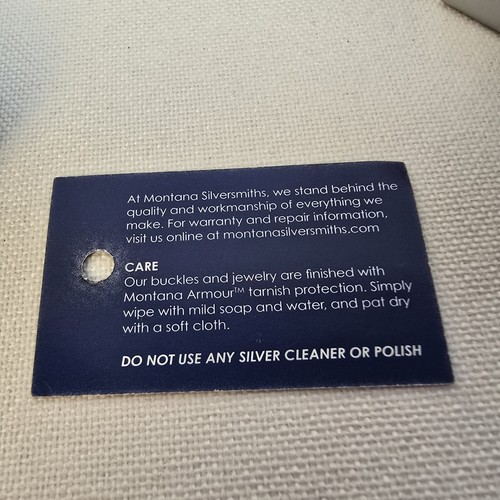 At Montana Silversmiths, we stand behind the
quality and workmanship of everything we
make. For warranty and repair information,
visit us online at montanasilversmiths.com
CARE
Our buckles and jewelry are finished with
Montana Armour™ tarnish protection. Simply
wipe with mild soap and water, and pat dry
with a soft cloth.
DO NOT USE ANY SILVER CLEANER OR POLISH